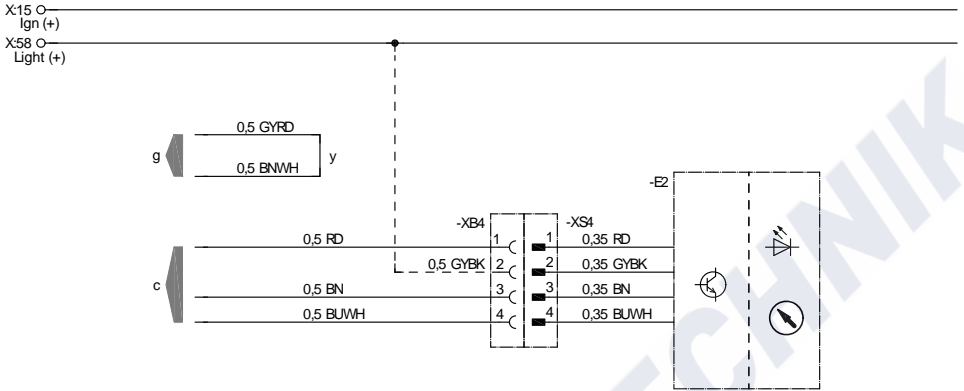 X:15
Ign (+)
X:58
Light (+)
0,5 GYRD
g
y
0,5 BNWH
-E2
-XB4
-XS4
0,5 RD
1
1
0,35 RD
0,5 GYBK
2
2
0,35 GYBK
c
0,5 BN
3
3
0,35 BN
0,5 BUWH
4
4
0,35 BUWH